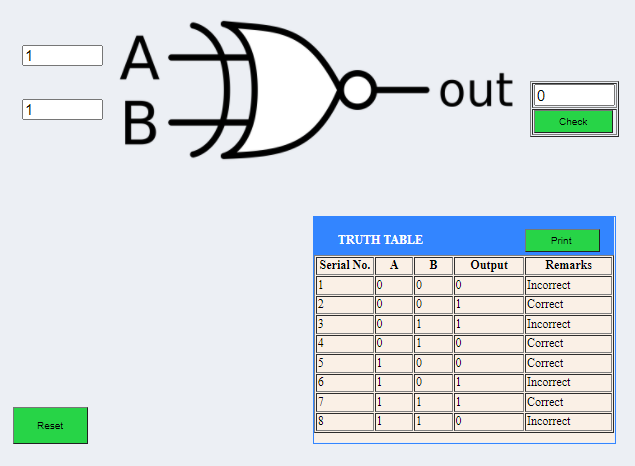 1
A
1
B
out
0
Check
TRUTH TABLE Print
Serial No. A B Output Remarks
1 0 0 0 Incorrect
2 0 0 1 Correct
3 0 1 1 Incorrect
4 0 1 0 Correct
5 1 0 0 Correct
6 1 0 1 Incorrect
7 1 1 1 Correct
8 1 1 0 Incorrect
Reset